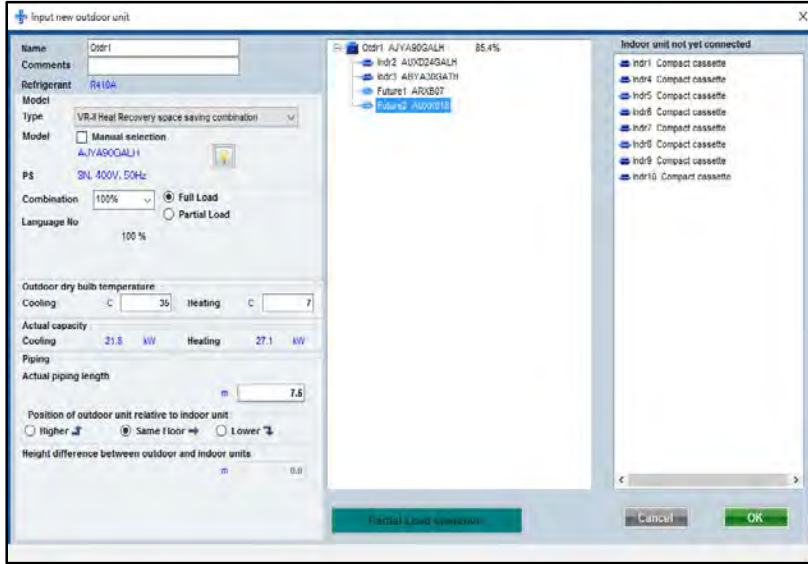 Input new outdoor unit
X
Name Otdr1
Comments
Refrigerant R410A
Model
Type VR-II Heat Recovery space saving combination
Model Manual selection
AJYA90GALH
PS 3N, 400V, 50Hz
Combination 100% Full Load
Partial Load
Language No
100 %
Outdoor dry bulb temperature
Cooling C 35 Heating C 7
Actual capacity
Cooling 21.8 kW Heating 27.1 kW
Piping
Actual piping length
m 7.5
Position of outdoor unit relative to indoor unit
Higher Same Floor Lower
Height difference between outdoor and indoor units
m 0.0
Otdr1 AJYA90GALH 85.4%
Indr2 AUXD24GALH
Indr3 ABYA30GATH
Future1 ARXB07
Future2 AUXK018
Partial Load Operation
Indoor unit not yet connected
Indr1 Compact cassette
Indr4 Compact cassette
Indr5 Compact cassette
Indr6 Compact cassette
Indr7 Compact cassette
Indr8 Compact cassette
Indr9 Compact cassette
Indr10 Compact cassette
Cancel OK